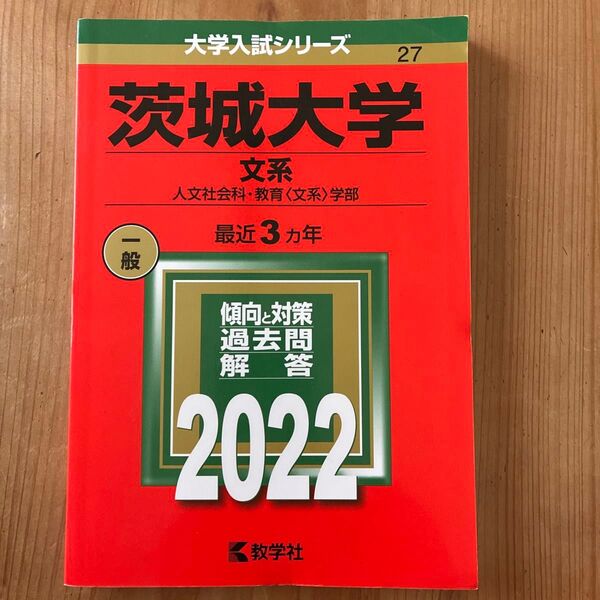 大学入試シリーズ
27
茨城大学
文系
人文社会科・教育〈文系〉学部
最近3カ年
一般
傾向と対策
過去問
解答
2022
教学社